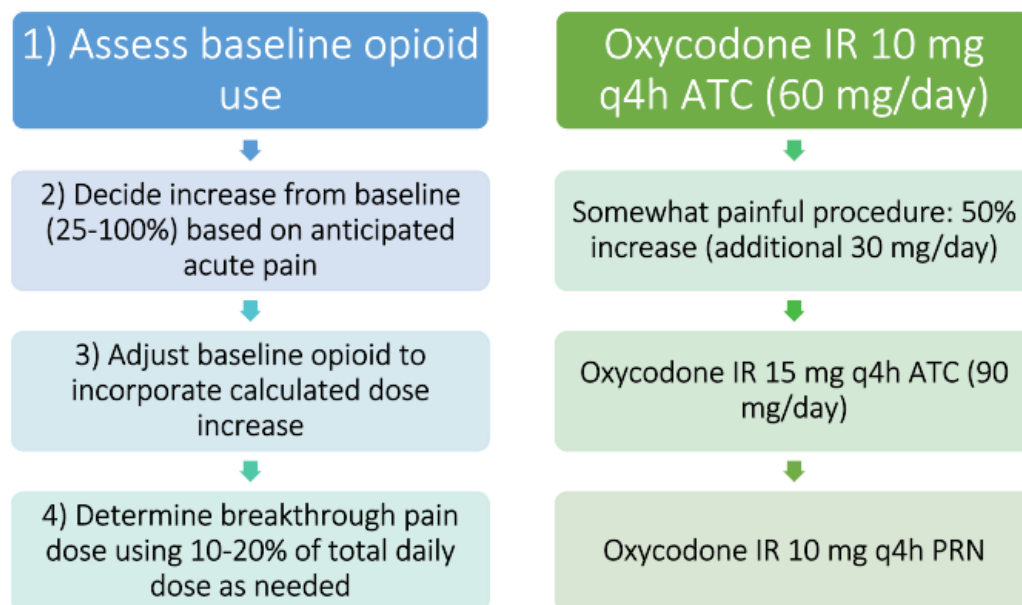 1) Assess baseline opioid
use
2) Decide increase from baseline
(25-100%) based on anticipated
acute pain
3) Adjust baseline opioid to
incorporate calculated dose
increase
4) Determine breakthrough pain
dose using 10-20% of total daily
dose as needed
Oxycodone IR 10 mg
q4h ATC (60 mg/day)
Somewhat painful procedure: 50%
increase (additional 30 mg/day)
Oxycodone IR 15 mg q4h ATC (90
mg/day)
Oxycodone IR 10 mg q4h PRN